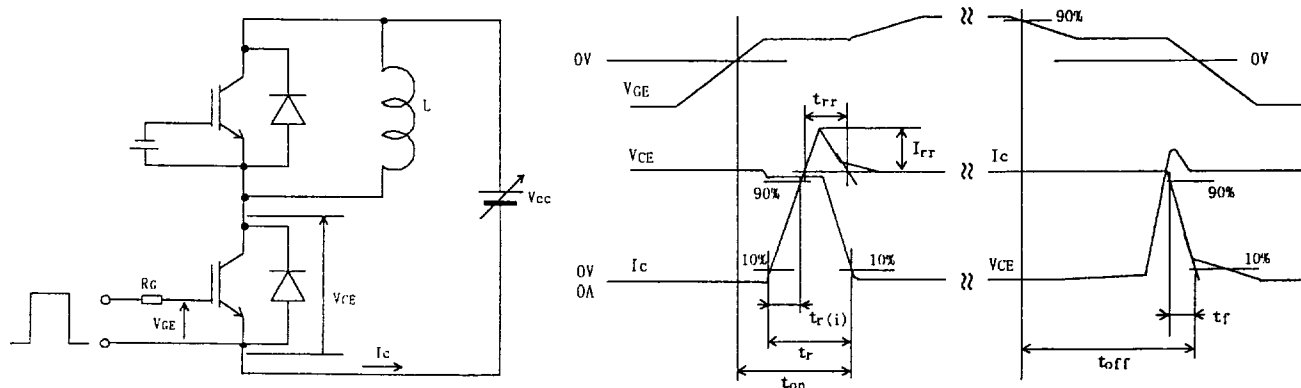 L
Vcc
RG
VGE
VCE
Ic
0V
VGE
90%
0V
trr
Irr
VCE
Ic
90%
90%
10%
10%
10%
0V
0A
Ic
VCE
tr(i)
tr
ton
tf
toff